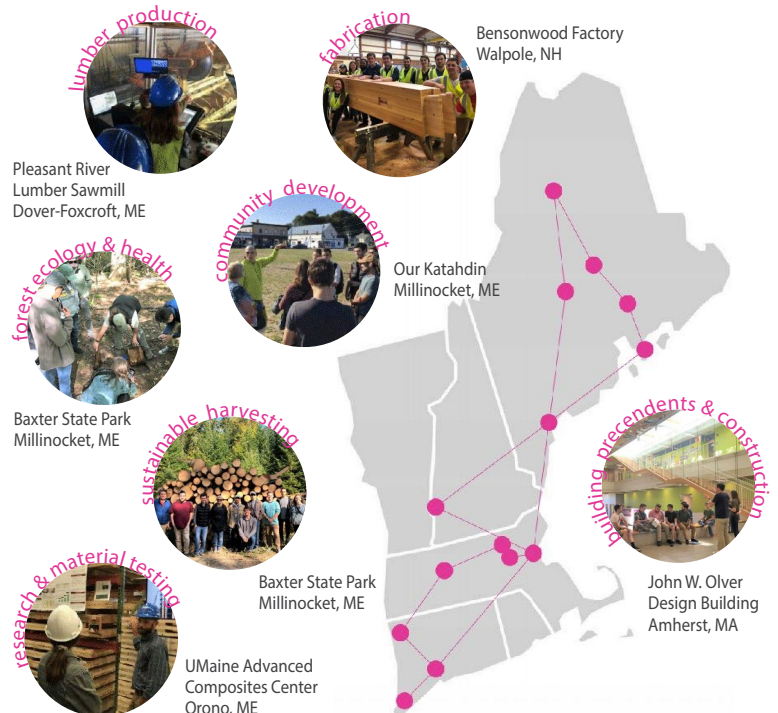 lumber production
Pleasant River
Lumber Sawmill
Dover-Foxcroft, ME
fabrication
Bensonwood Factory
Walpole, NH
community development
Our Katahdin
Millinocket, ME
forest ecology & health
Baxter State Park
Millinocket, ME
sustainable harvesting
Baxter State Park
Millinocket, ME
building precendents & construction
John W. Olver
Design Building
Amherst, MA
research & material testing
UMaine Advanced
Composites Center
Orono, ME